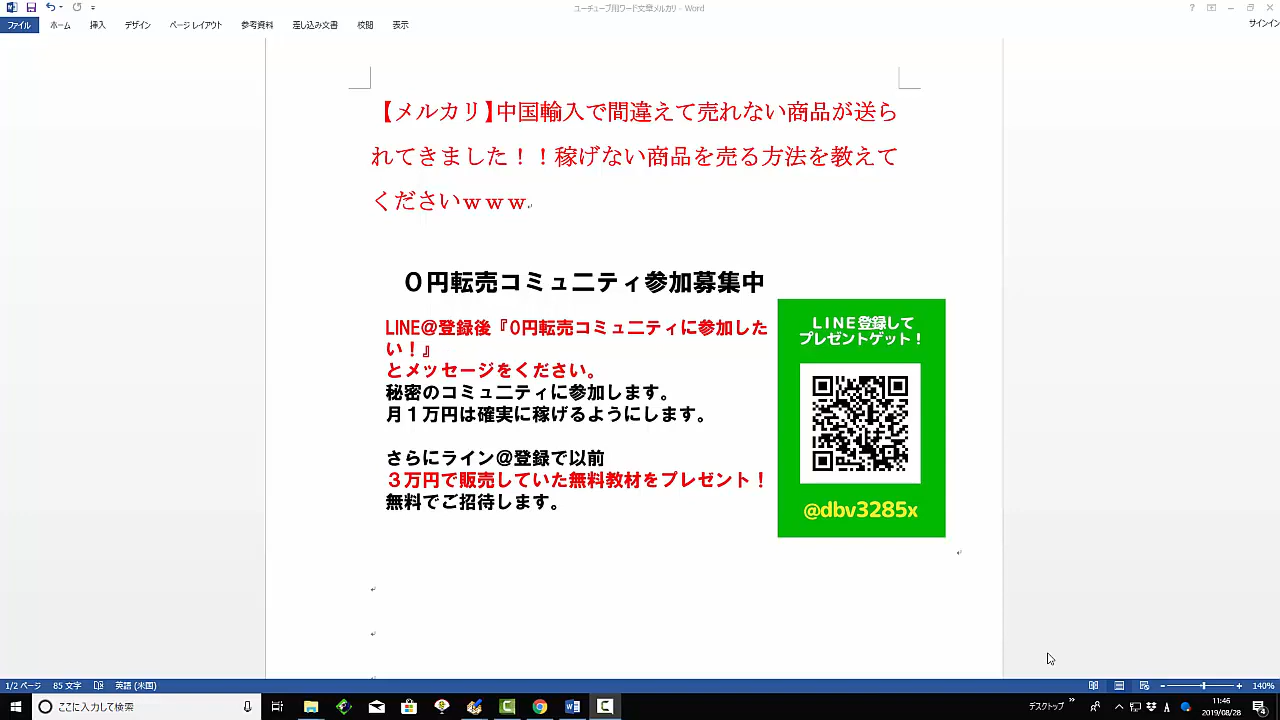 ユーチューブ用ワード文章メルカリ - Word
サインイン
ファイル ホーム 挿入 デザイン ページ レイアウト 参考資料 差し込み文書 校閲 表示
【メルカリ】中国輸入で間違えて売れない商品が送ら
れてきました！！稼げない商品を売る方法を教えて
くださいｗｗｗ
０円転売コミュニティ参加募集中
LINE＠登録後『0円転売コミュニティに参加した
い！』
とメッセージをください。
秘密のコミュニティに参加します。
月１万円は確実に稼げるようにします。
さらにライン＠登録で以前
３万円で販売していた無料教材をプレゼント！
無料でご招待します。
ＬＩＮＥ登録して
プレゼントゲット！
@dbv3285x
1/2 ページ 85 文字 英語 (米国) 140%
ここに入力して検索
デスクトップ
11:46
2019/08/28